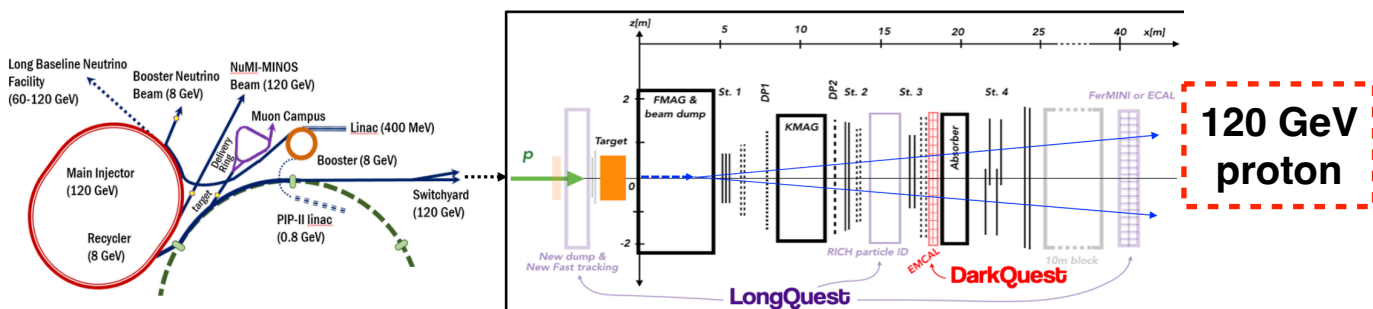 Long Baseline Neutrino
Facility
(60-120 GeV)
Booster Neutrino
Beam (8 GeV)
NuMI-MINOS
Beam (120 GeV)
Muon Campus
Linac (400 MeV)
Delivery
Ring
Booster (8 GeV)
Main Injector
(120 GeV)
target
Switchyard
(120 GeV)
PIP-II linac
(0.8 GeV)
Recycler
(8 GeV)
z[m]
5
10
15
20
25
35
40
x[m]
2
0
-2
p
Target
FMAG &
beam dump
St. 1
DP1
KMAG
DP2
St. 2
St. 3
Absorber
St. 4
FerMINI or ECAL
New dump &
New Fast tracking
RICH particle ID
EMCAL
10m block
DarkQuest
LongQuest
120 GeV
proton